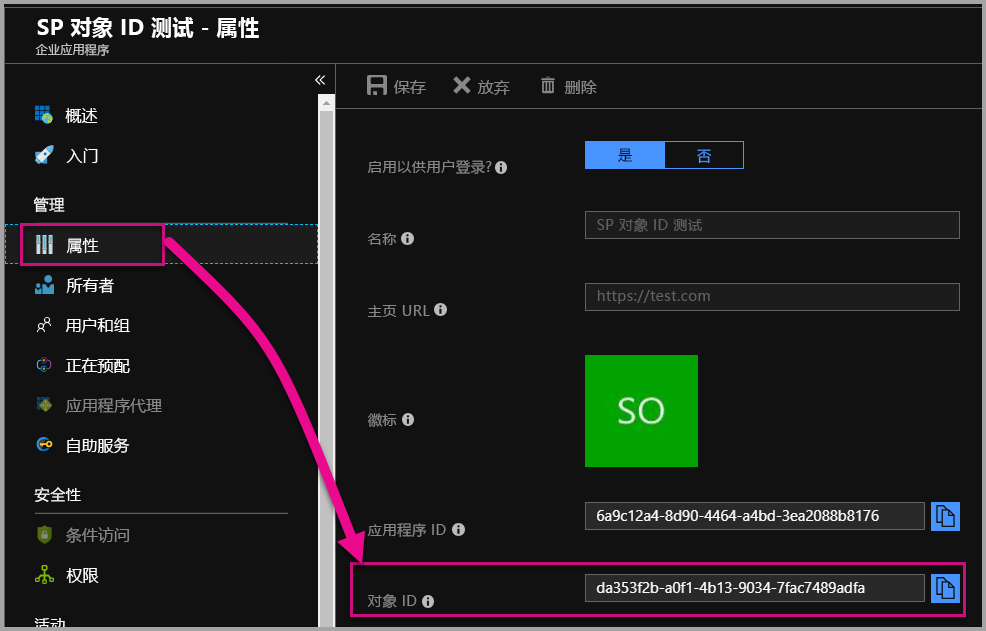 SP 对象 ID 测试 - 属性
企业应用程序
«
概述
入门
管理
属性
所有者
用户和组
正在预配
应用程序代理
自助服务
安全性
条件访问
权限
活动
保存 放弃 删除
启用以供用户登录? 是 否
名称 SP 对象 ID 测试
主页 URL https://test.com
徽标 SO
应用程序 ID 6a9c12a4-8d90-4464-a4bd-3ea2088b8176
对象 ID da353f2b-a0f1-4b13-9034-7fac7489adfa